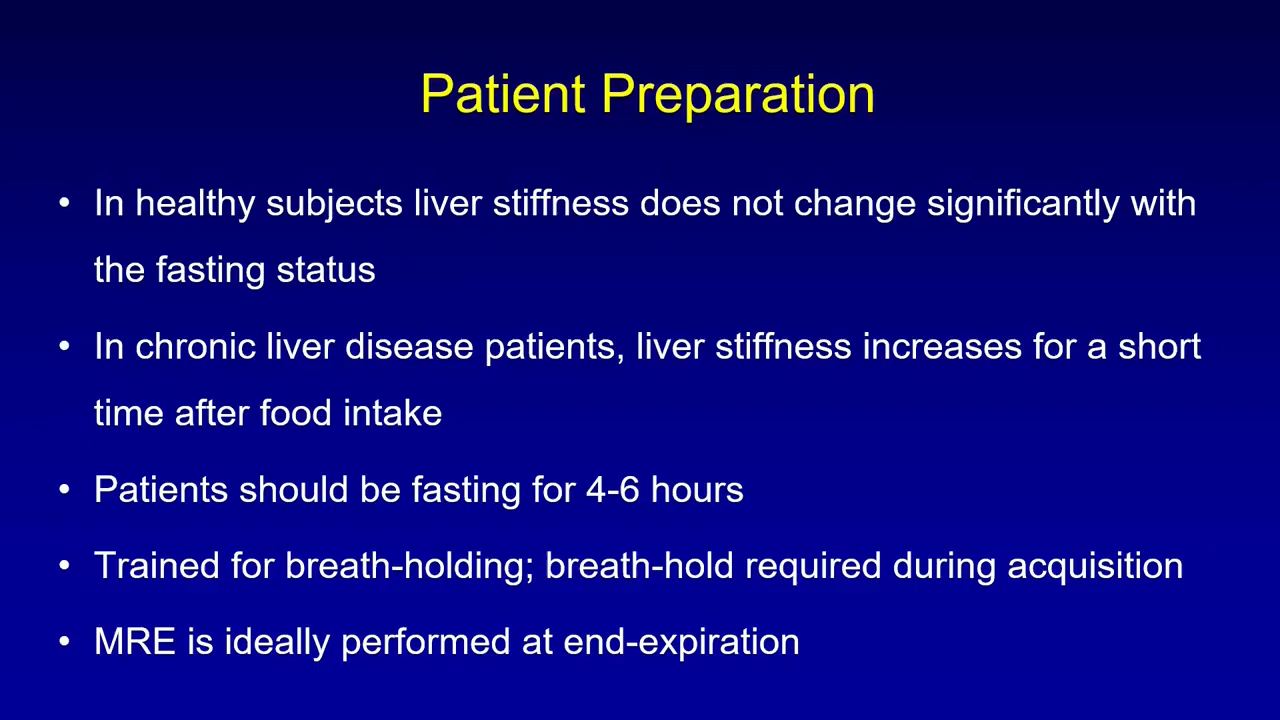 Patient Preparation
• In healthy subjects liver stiffness does not change significantly with
the fasting status
• In chronic liver disease patients, liver stiffness increases for a short
time after food intake
• Patients should be fasting for 4-6 hours
• Trained for breath-holding; breath-hold required during acquisition
• MRE is ideally performed at end-expiration